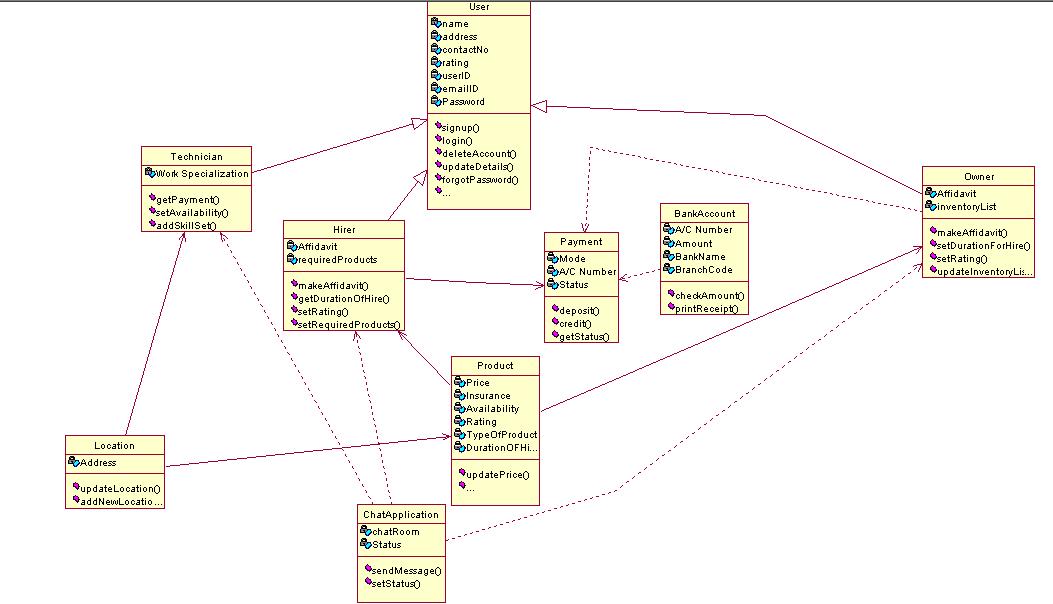 User
name
address
contactNo
rating
userID
emailID
Password
signup()
login()
deleteAccount()
updateDetails()
forgotPassword()
...
Technician
Work Specialization
getPayment()
setAvailability()
addSkillSet()
Hirer
Affidavit
requiredProducts
makeAffidavit()
getDurationOfHire()
setRating()
setRequiredProducts()
Payment
Mode
A/C Number
Status
deposit()
credit()
getStatus()
BankAccount
A/C Number
Amount
BankName
BranchCode
checkAmount()
printReceipt()
Owner
Affidavit
inventoryList
makeAffidavit()
setDurationForHire()
setRating()
updateInventoryLis...
Product
Price
Insurance
Availability
Rating
TypeOfProduct
DurationOFHi...
updatePrice()
...
Location
Address
updateLocation()
addNewLocatio...
ChatApplication
chatRoom
Status
sendMessage()
setStatus()